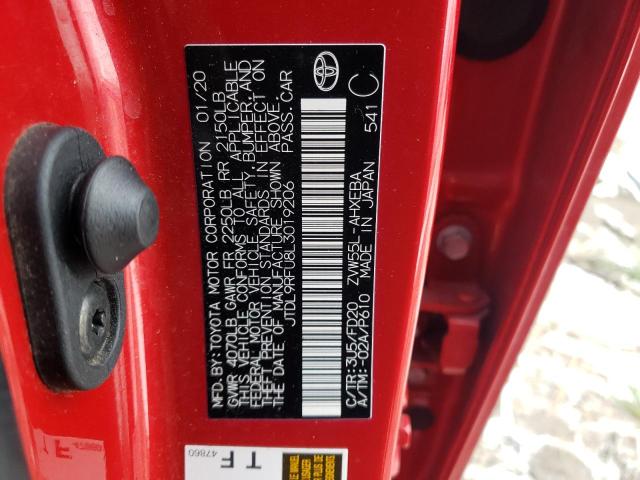 MFD. BY: TOYOTA MOTOR CORPORATION 01/20
GVWR 4070LB GAWR FR 2250LB RR 2150LB
THIS VEHICLE CONFORMS TO ALL APPLICABLE
FEDERAL MOTOR VEHICLE SAFETY, BUMPER, AND
THEFT PREVENTION STANDARDS IN EFFECT ON
THE DATE OF MANUFACTURE SHOWN ABOVE.
JTDL9RFU8L3019206 PASS. CAR
C/TR: 3U5/FD20 ZVW55L-AHXEBA
A/TM: -02A/P610 MADE IN JAPAN 541 C
T F
47860